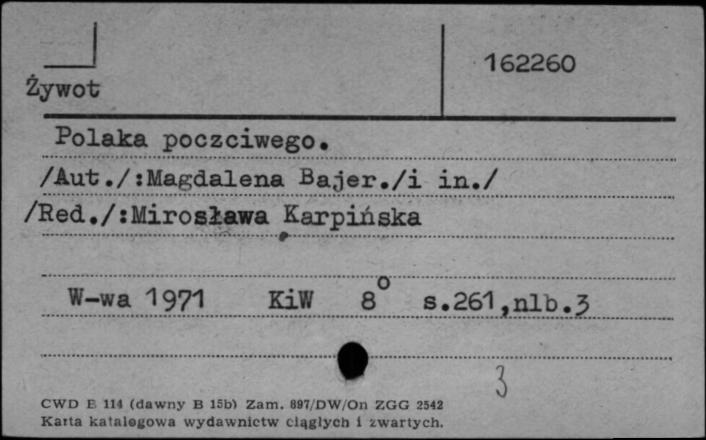 162260
Żywot
Polaka poczciwego.
/Aut./:Magdalena Bajer./i in./
/Red./:Mirosława Karpińska
W-wa 1971 KiW 8° s.261,nlb.3
3
CWD B 114 (dawny B 15b) Zam. 897/DW/On ZGG 2542
Karta katalogowa wydawnictw ciągłych i zwartych.